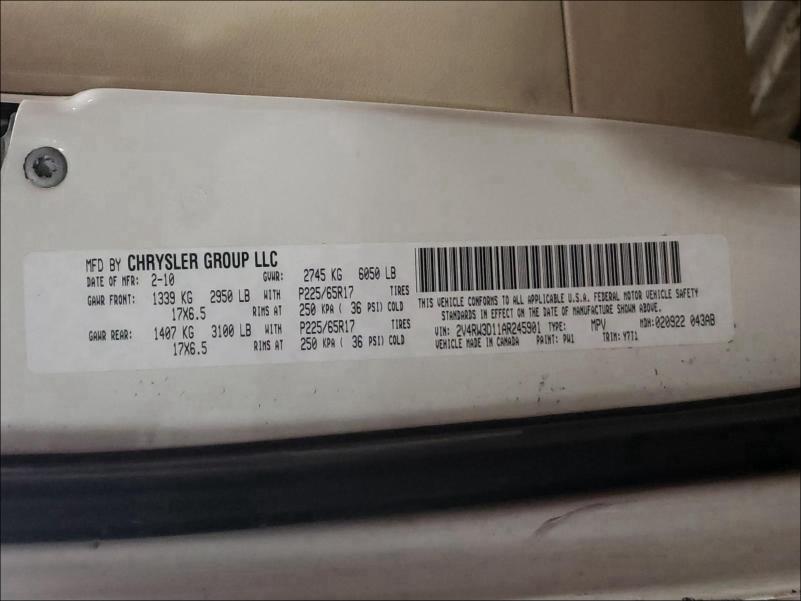 MFD BY CHRYSLER GROUP LLC
DATE OF MFR: 2-10 GVWR: 2745 KG 6050 LB
GAWR FRONT: 1339 KG 2950 LB WITH P225/65R17 TIRES
17X6.5 RIMS AT 250 KPA ( 36 PSI) COLD
GAWR REAR: 1407 KG 3100 LB WITH P225/65R17 TIRES
17X6.5 RIMS AT 250 KPA ( 36 PSI) COLD
THIS VEHICLE CONFORMS TO ALL APPLICABLE U.S.A. FEDERAL MOTOR VEHICLE SAFETY
STANDARDS IN EFFECT ON THE DATE OF MANUFACTURE SHOWN ABOVE.
VIN: 2V4RW3D11AR245901 TYPE: MPV MDH: 020922 043AB
VEHICLE MADE IN CANADA PAINT: PW1 TRIM: Y7T1